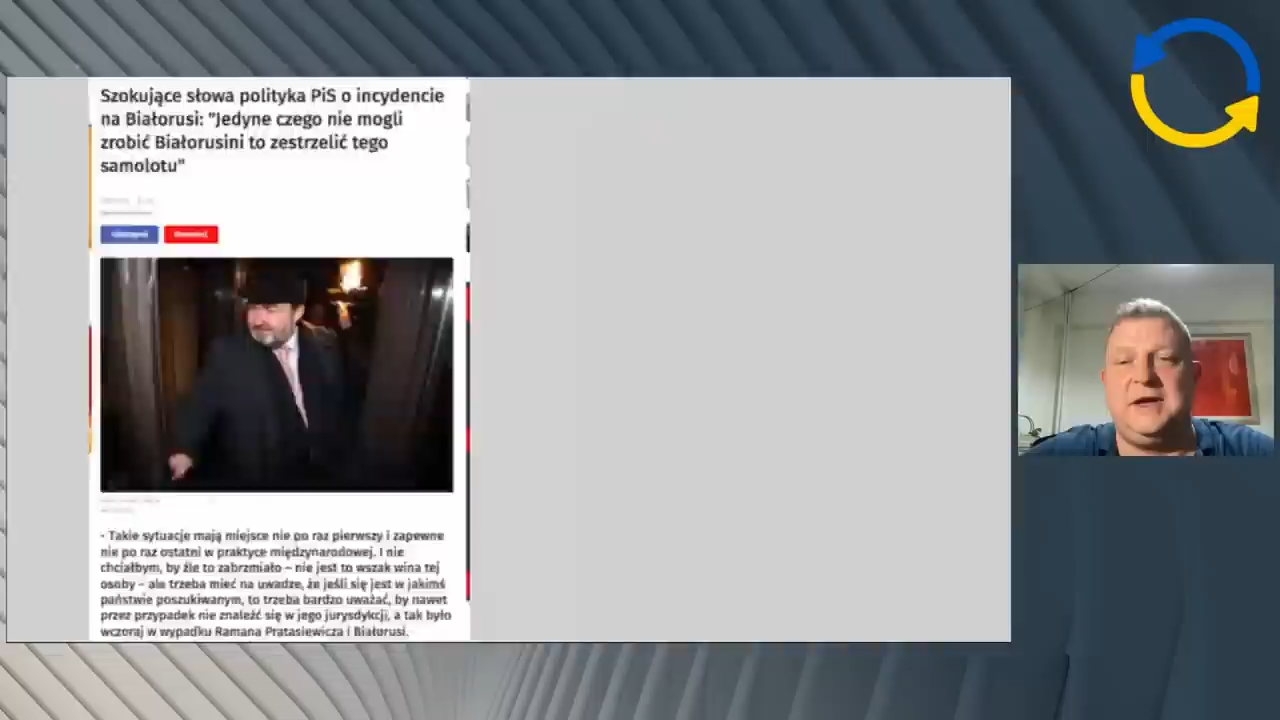 Szokujące słowa polityka PiS o incydencie
na Białorusi: "Jedyne czego nie mogli
zrobić Białorusini to zestrzelić tego
samolotu"
- Takie sytuacje mają miejsce nie po raz pierwszy i zapewne
nie po raz ostatni w praktyce międzynarodowej. I nie
chciałbym, by źle to zabrzmiało – nie jest to wszak wina tej
osoby – ale trzeba mieć na uwadze, że jeśli się jest w jakimś
państwie poszukiwanym, to trzeba bardzo uważać, by nawet
przez przypadek nie znaleźć się w jego jurysdykcji, a tak było
wczoraj w wypadku Ramana Pratasiewicza i Białorusi.